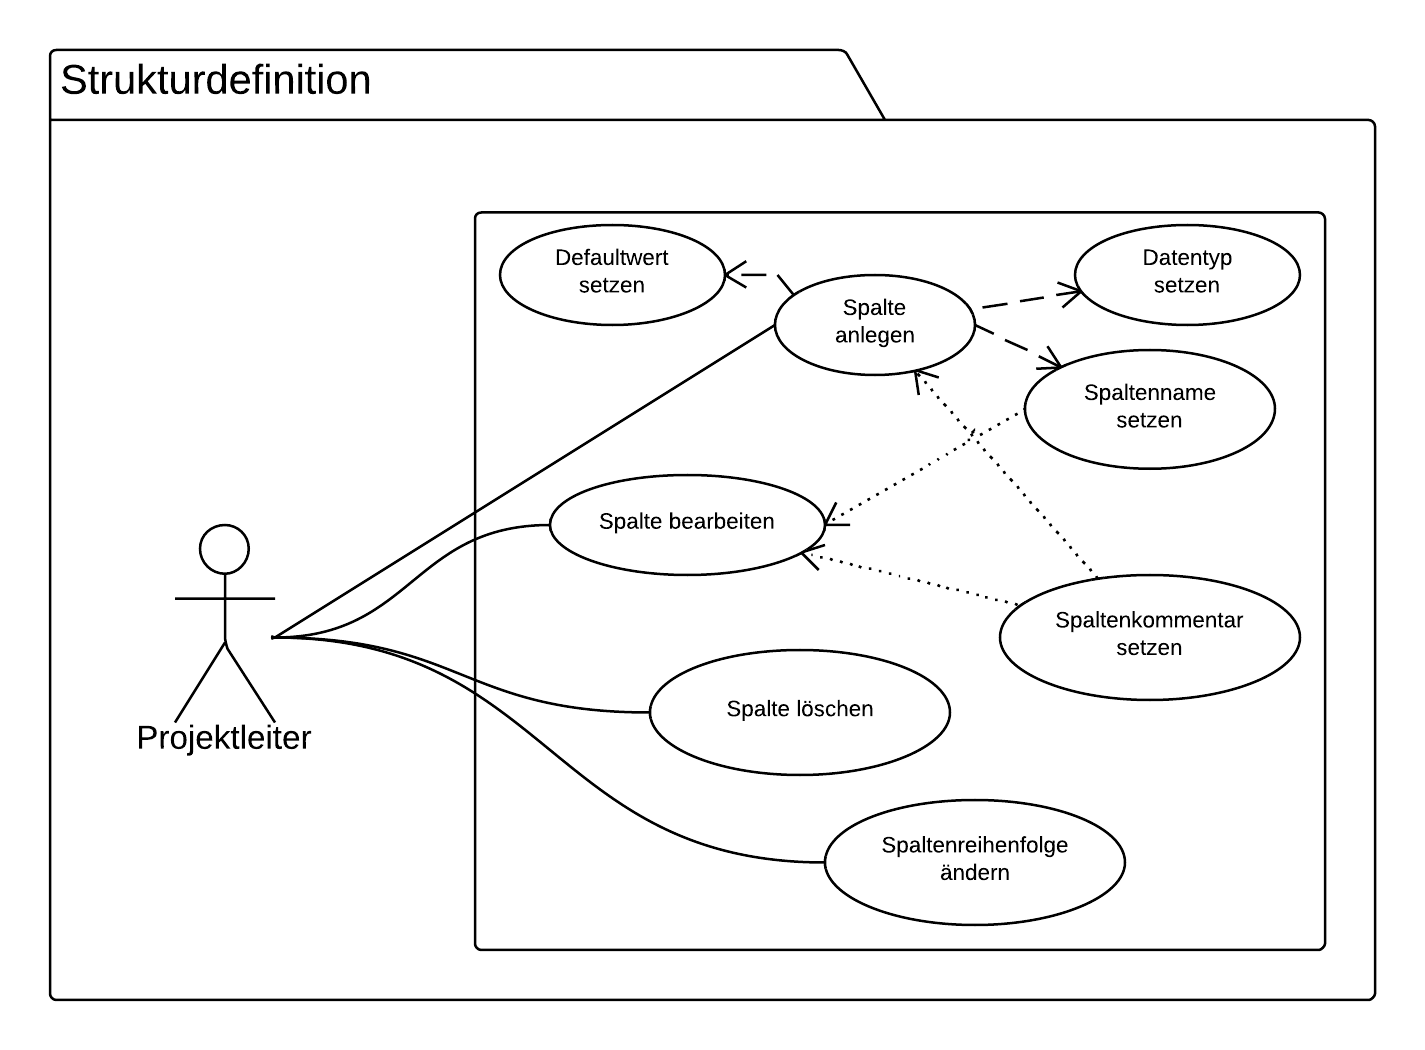 Strukturdefinition
Defaultwert
setzen
Spalte
anlegen
Datentyp
setzen
Spaltenname
setzen
Spalte bearbeiten
Spaltenkommentar
setzen
Spalte löschen
Projektleiter
Spaltenreihenfolge
ändern